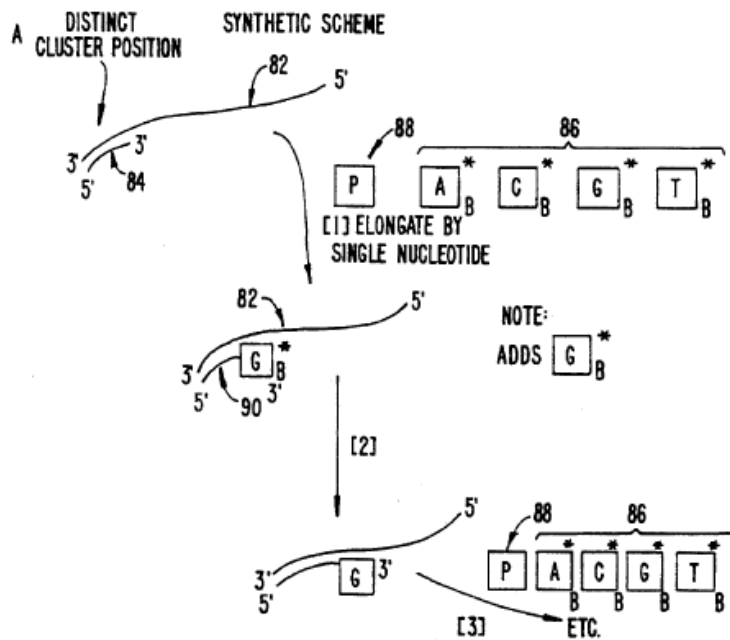 A
DISTINCT
CLUSTER POSITION
SYNTHETIC SCHEME
82
5'
3'
3'
5'
84
88
86
P
A * B
C * B
G * B
T * B
[1] ELONGATE BY
SINGLE NUCLEOTIDE
82
5'
G * B
3'
3'
5'
90
NOTE:
ADDS G * B
[2]
5'
3'
G 3'
5'
88
86
P
A * B
C * B
G * B
T * B
[3]
ETC.